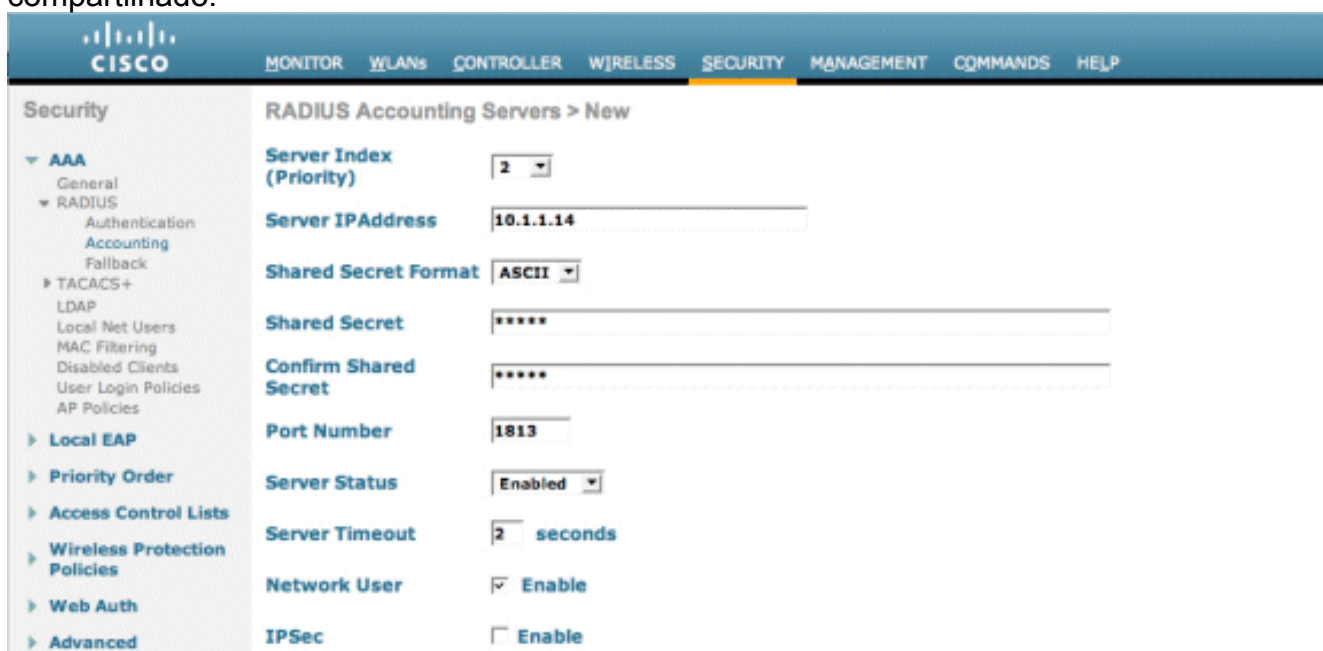 compartilhado.
CISCO
MONITOR WLANs CONTROLLER WIRELESS SECURITY MANAGEMENT COMMANDS HELP
Security
AAA
General
RADIUS
Authentication
Accounting
Fallback
TACACS+
LDAP
Local Net Users
MAC Filtering
Disabled Clients
User Login Policies
AP Policies
Local EAP
Priority Order
Access Control Lists
Wireless Protection
Policies
Web Auth
Advanced
RADIUS Accounting Servers > New
Server Index
(Priority) 2
Server IPAddress 10.1.1.14
Shared Secret Format ASCII
Shared Secret *****
Confirm Shared
Secret *****
Port Number 1813
Server Status Enabled
Server Timeout 2 seconds
Network User Enable
IPSec Enable